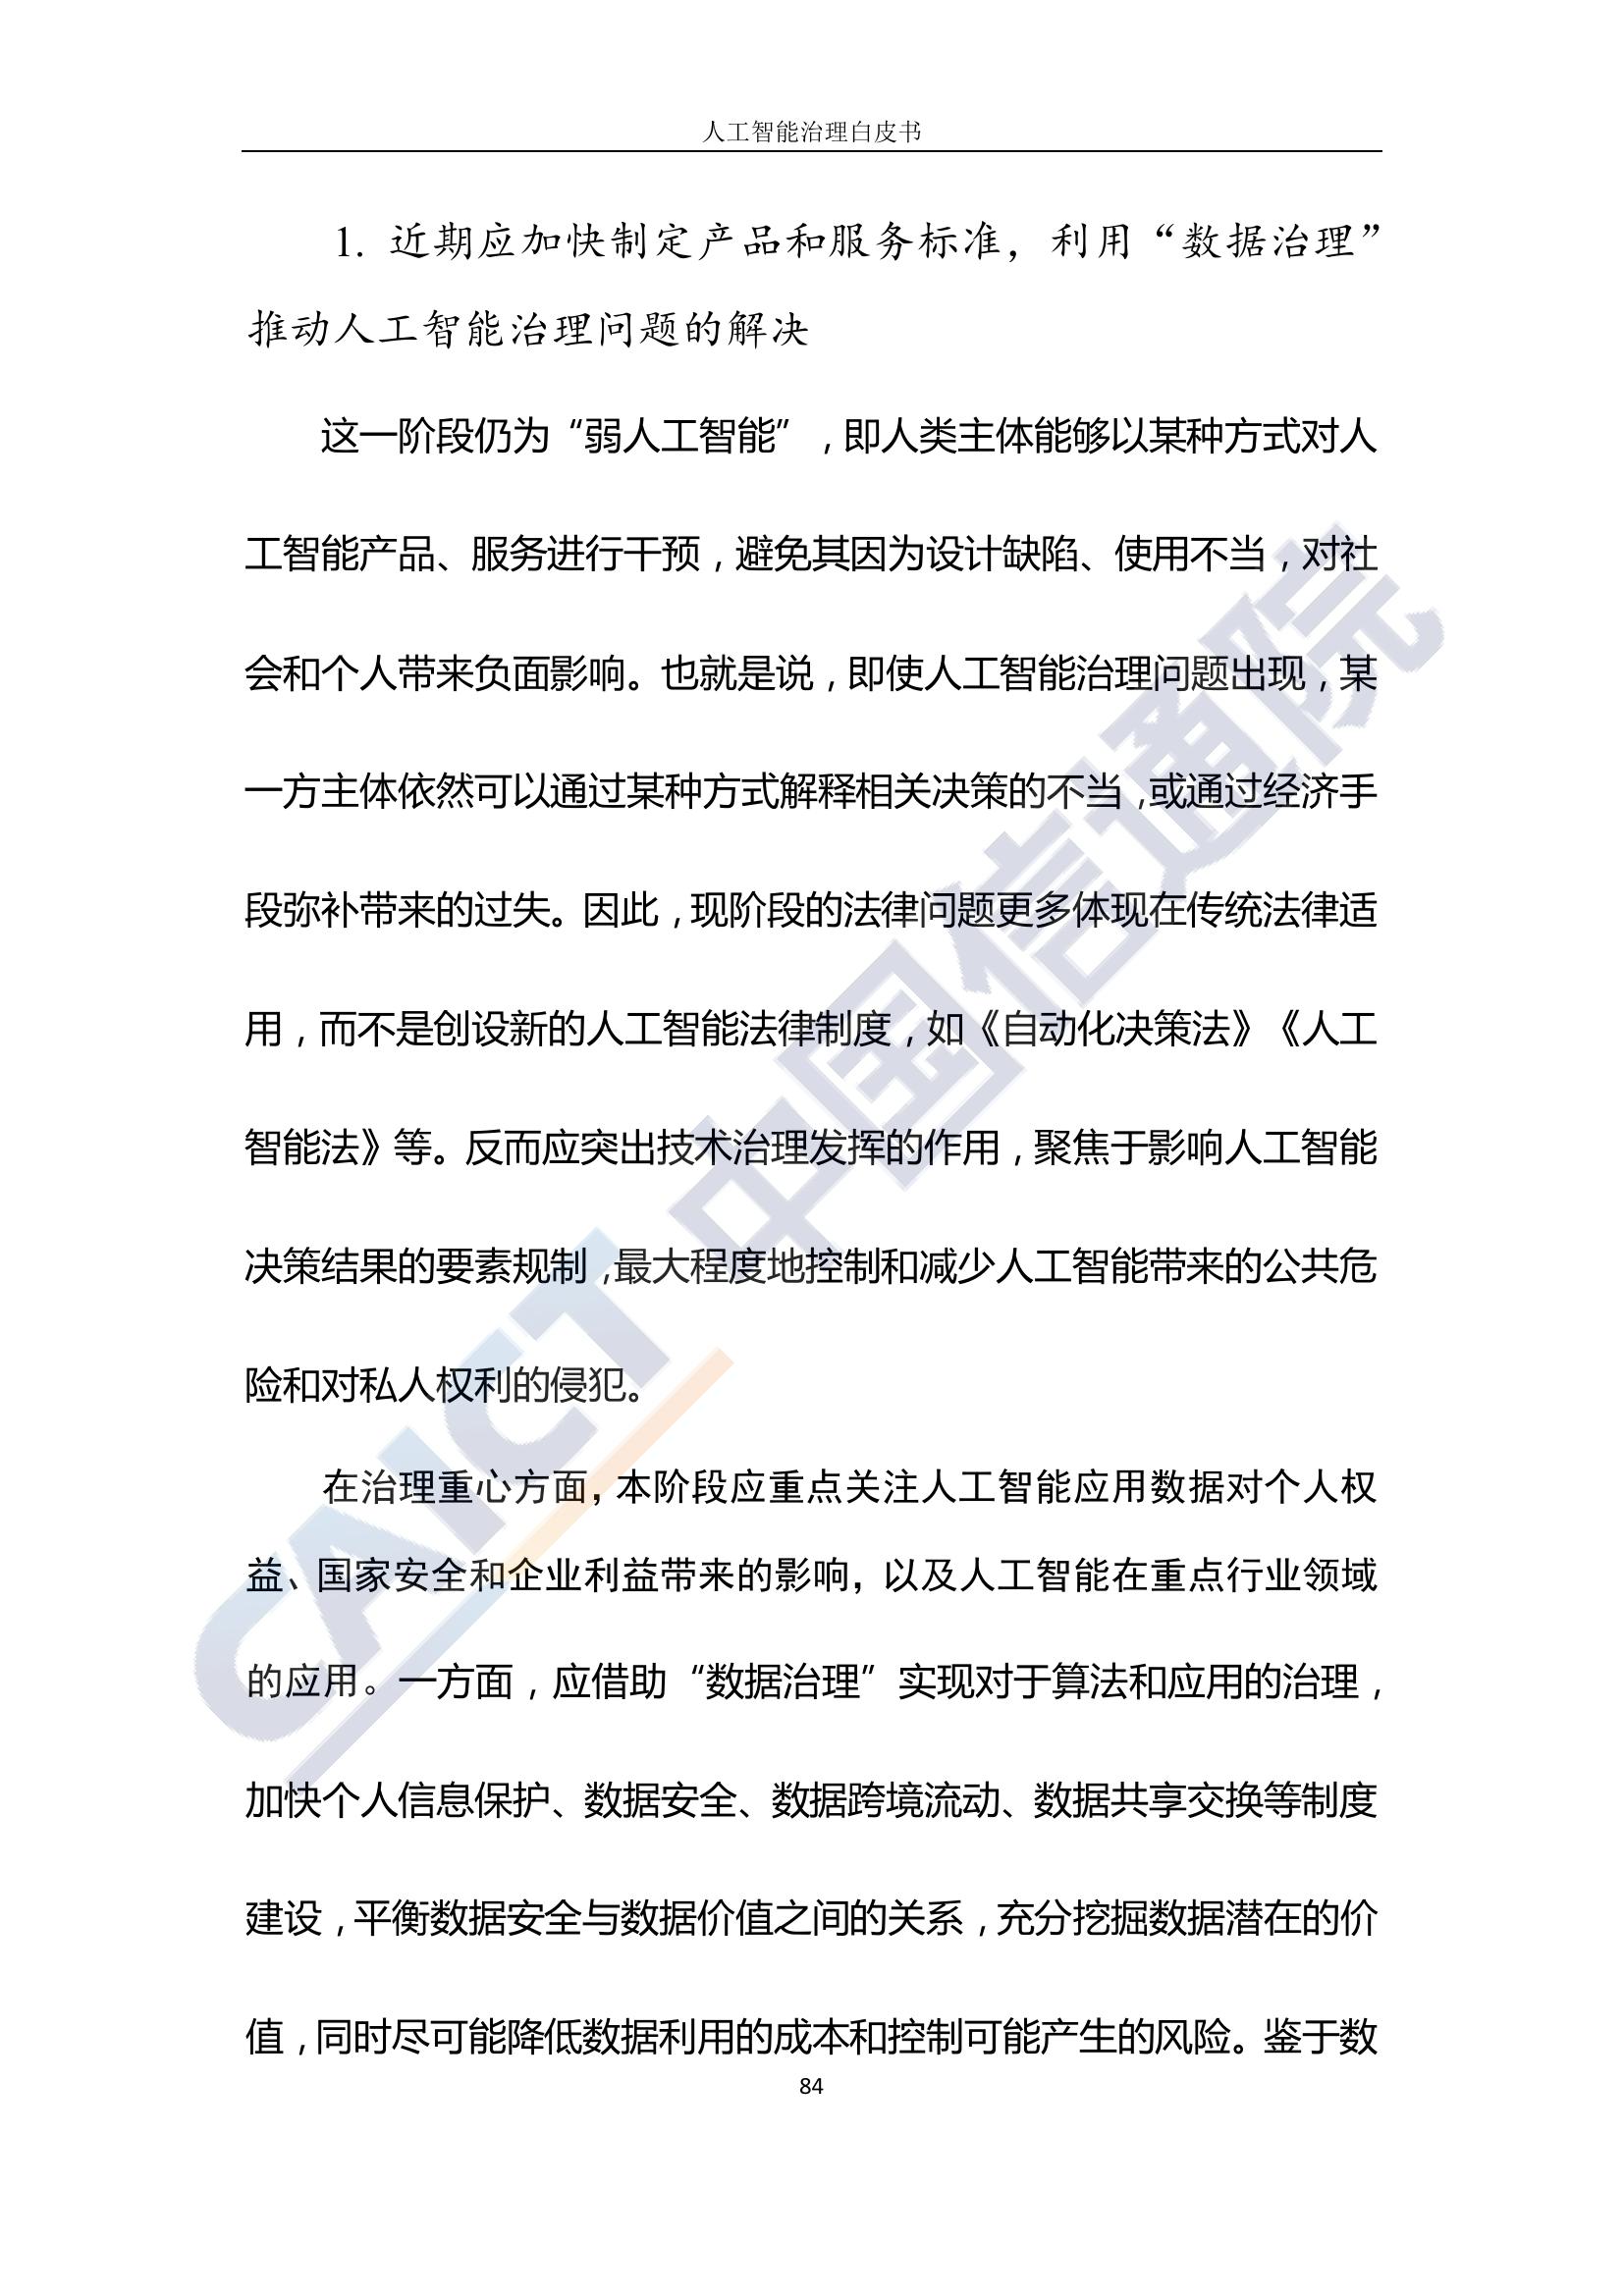 人工智能治理白皮书
1. 近期应加快制定产品和服务标准，利用“数据治理”
推动人工智能治理问题的解决
这一阶段仍为“弱人工智能”，即人类主体能够以某种方式对人
工智能产品、服务进行干预，避免其因为设计缺陷、使用不当，对社
会和个人带来负面影响。也就是说，即使人工智能治理问题出现，某
一方主体依然可以通过某种方式解释相关决策的不当，或通过经济手
段弥补带来的过失。因此，现阶段的法律问题更多体现在传统法律适
用，而不是创设新的人工智能法律制度，如《自动化决策法》《人工
智能法》等。反而应突出技术治理发挥的作用，聚焦于影响人工智能
决策结果的要素规制，最大程度地控制和减少人工智能带来的公共危
险和对私人权利的侵犯。
在治理重心方面，本阶段应重点关注人工智能应用数据对个人权
益、国家安全和企业利益带来的影响，以及人工智能在重点行业领域
的应用。一方面，应借助“数据治理”实现对于算法和应用的治理，
加快个人信息保护、数据安全、数据跨境流动、数据共享交换等制度
建设，平衡数据安全与数据价值之间的关系，充分挖掘数据潜在的价
值，同时尽可能降低数据利用的成本和控制可能产生的风险。鉴于数
84
CAICT 中国信通院